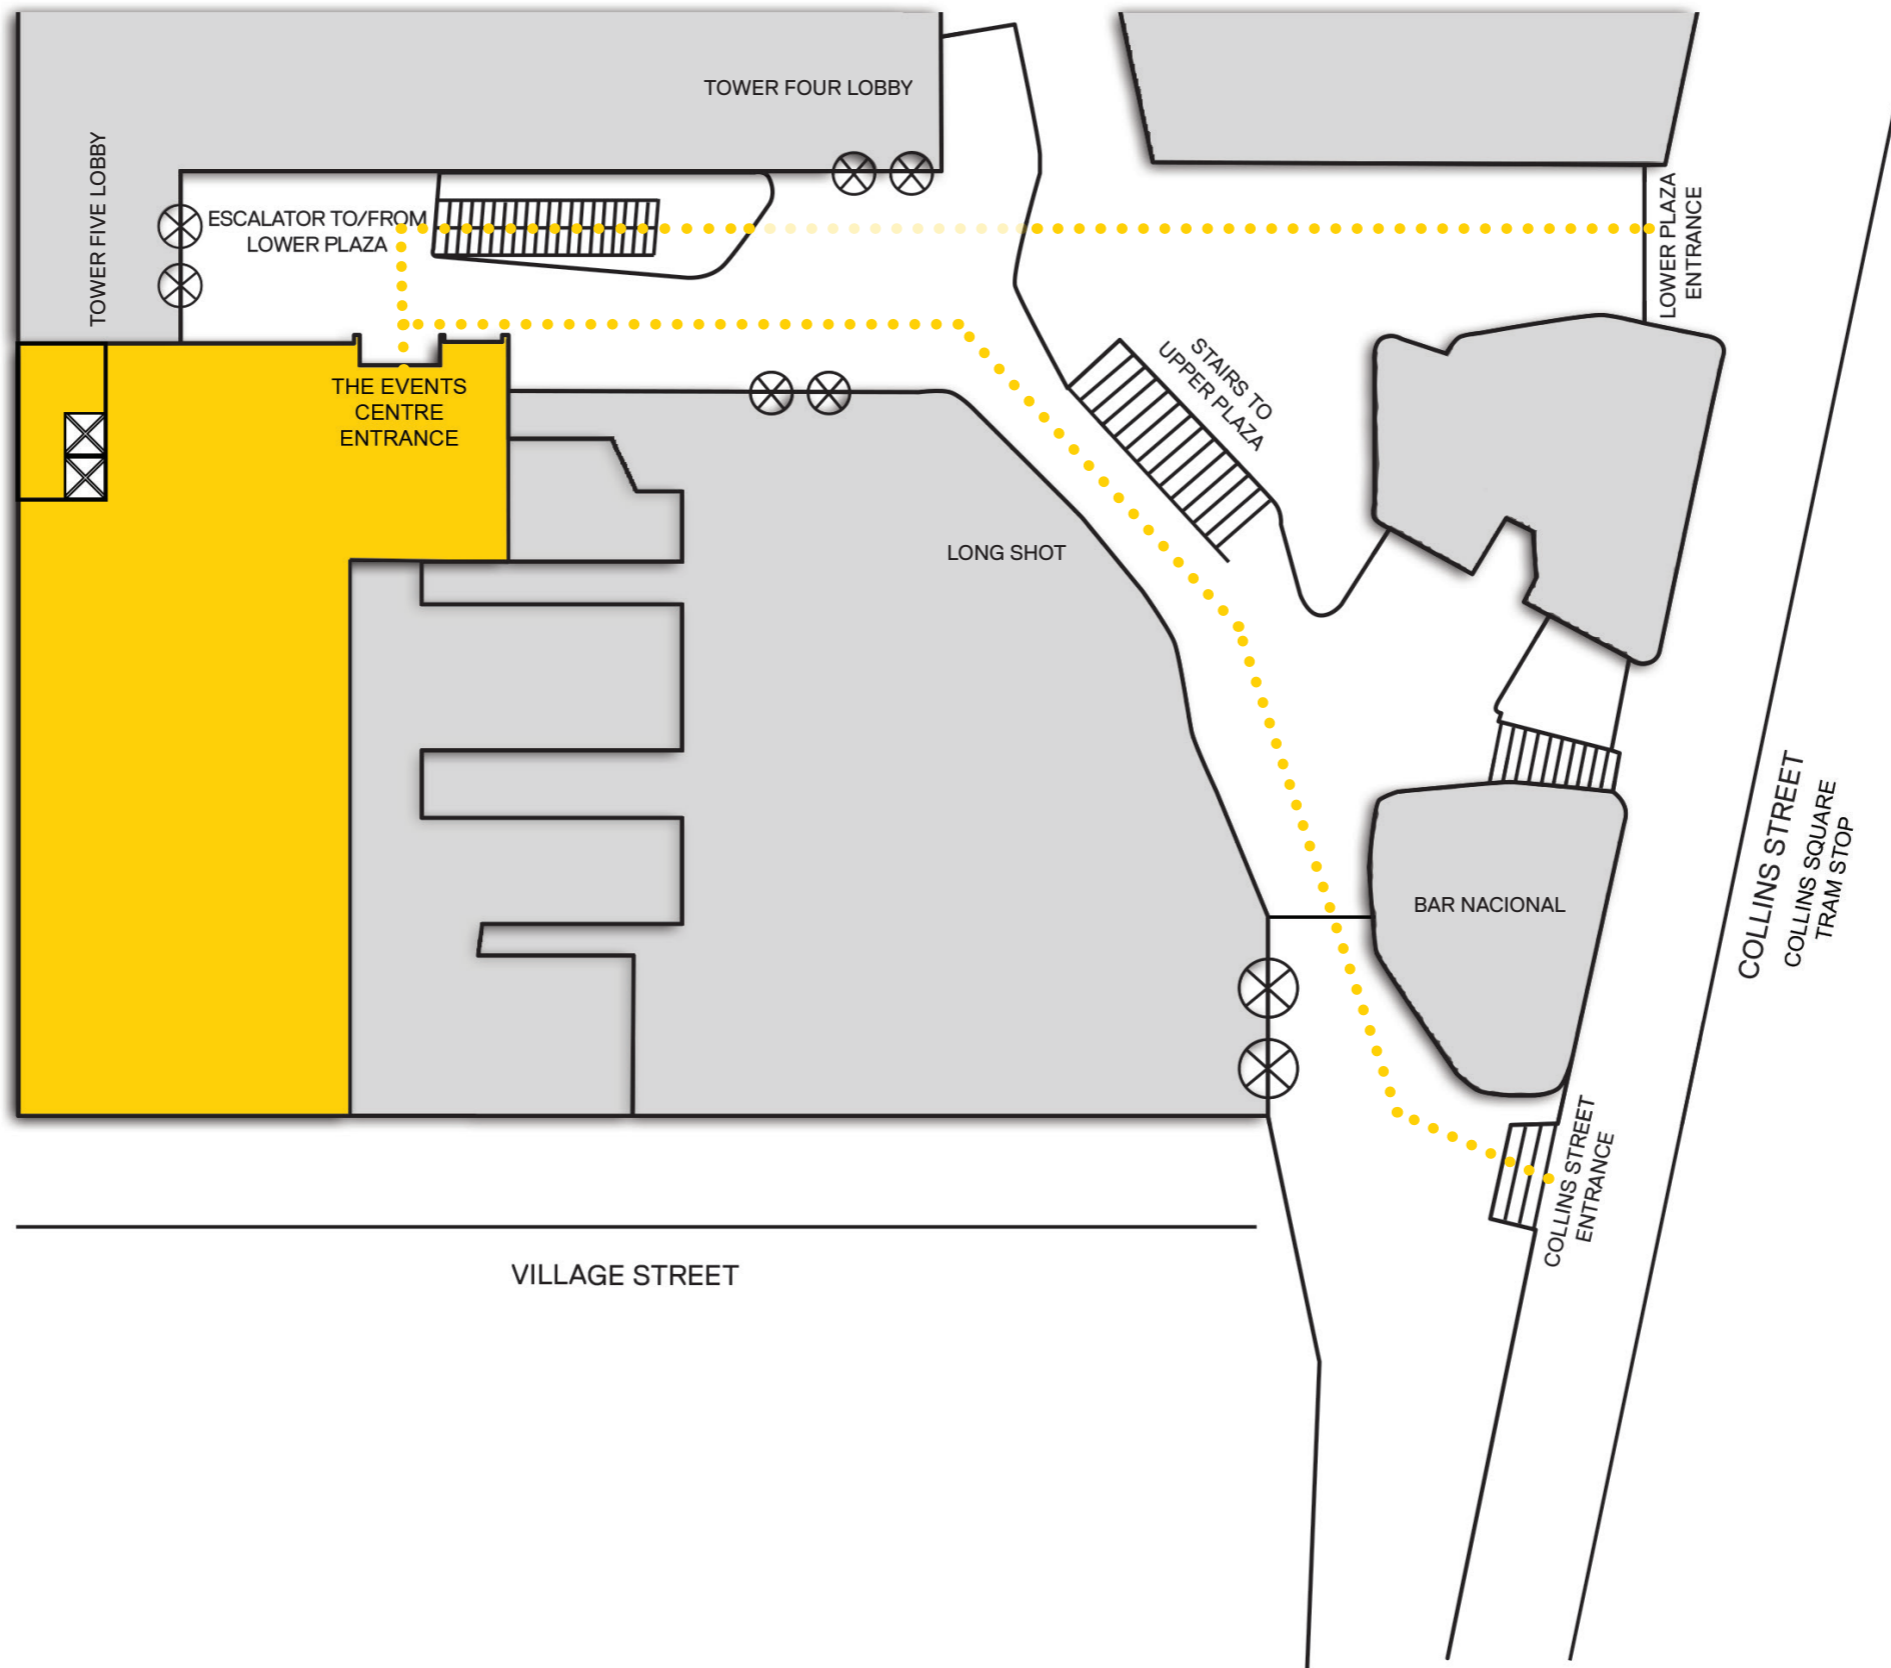 TOWER FOUR LOBBY
TOWER FIVE LOBBY
ESCALATOR TO/FROM
LOWER PLAZA
LOWER PLAZA
ENTRANCE
STAIRS TO
UPPER PLAZA
THE EVENTS
CENTRE
ENTRANCE
LONG SHOT
BAR NACIONAL
COLLINS STREET
COLLINS SQUARE
TRAM STOP
COLLINS STREET
ENTRANCE
VILLAGE STREET